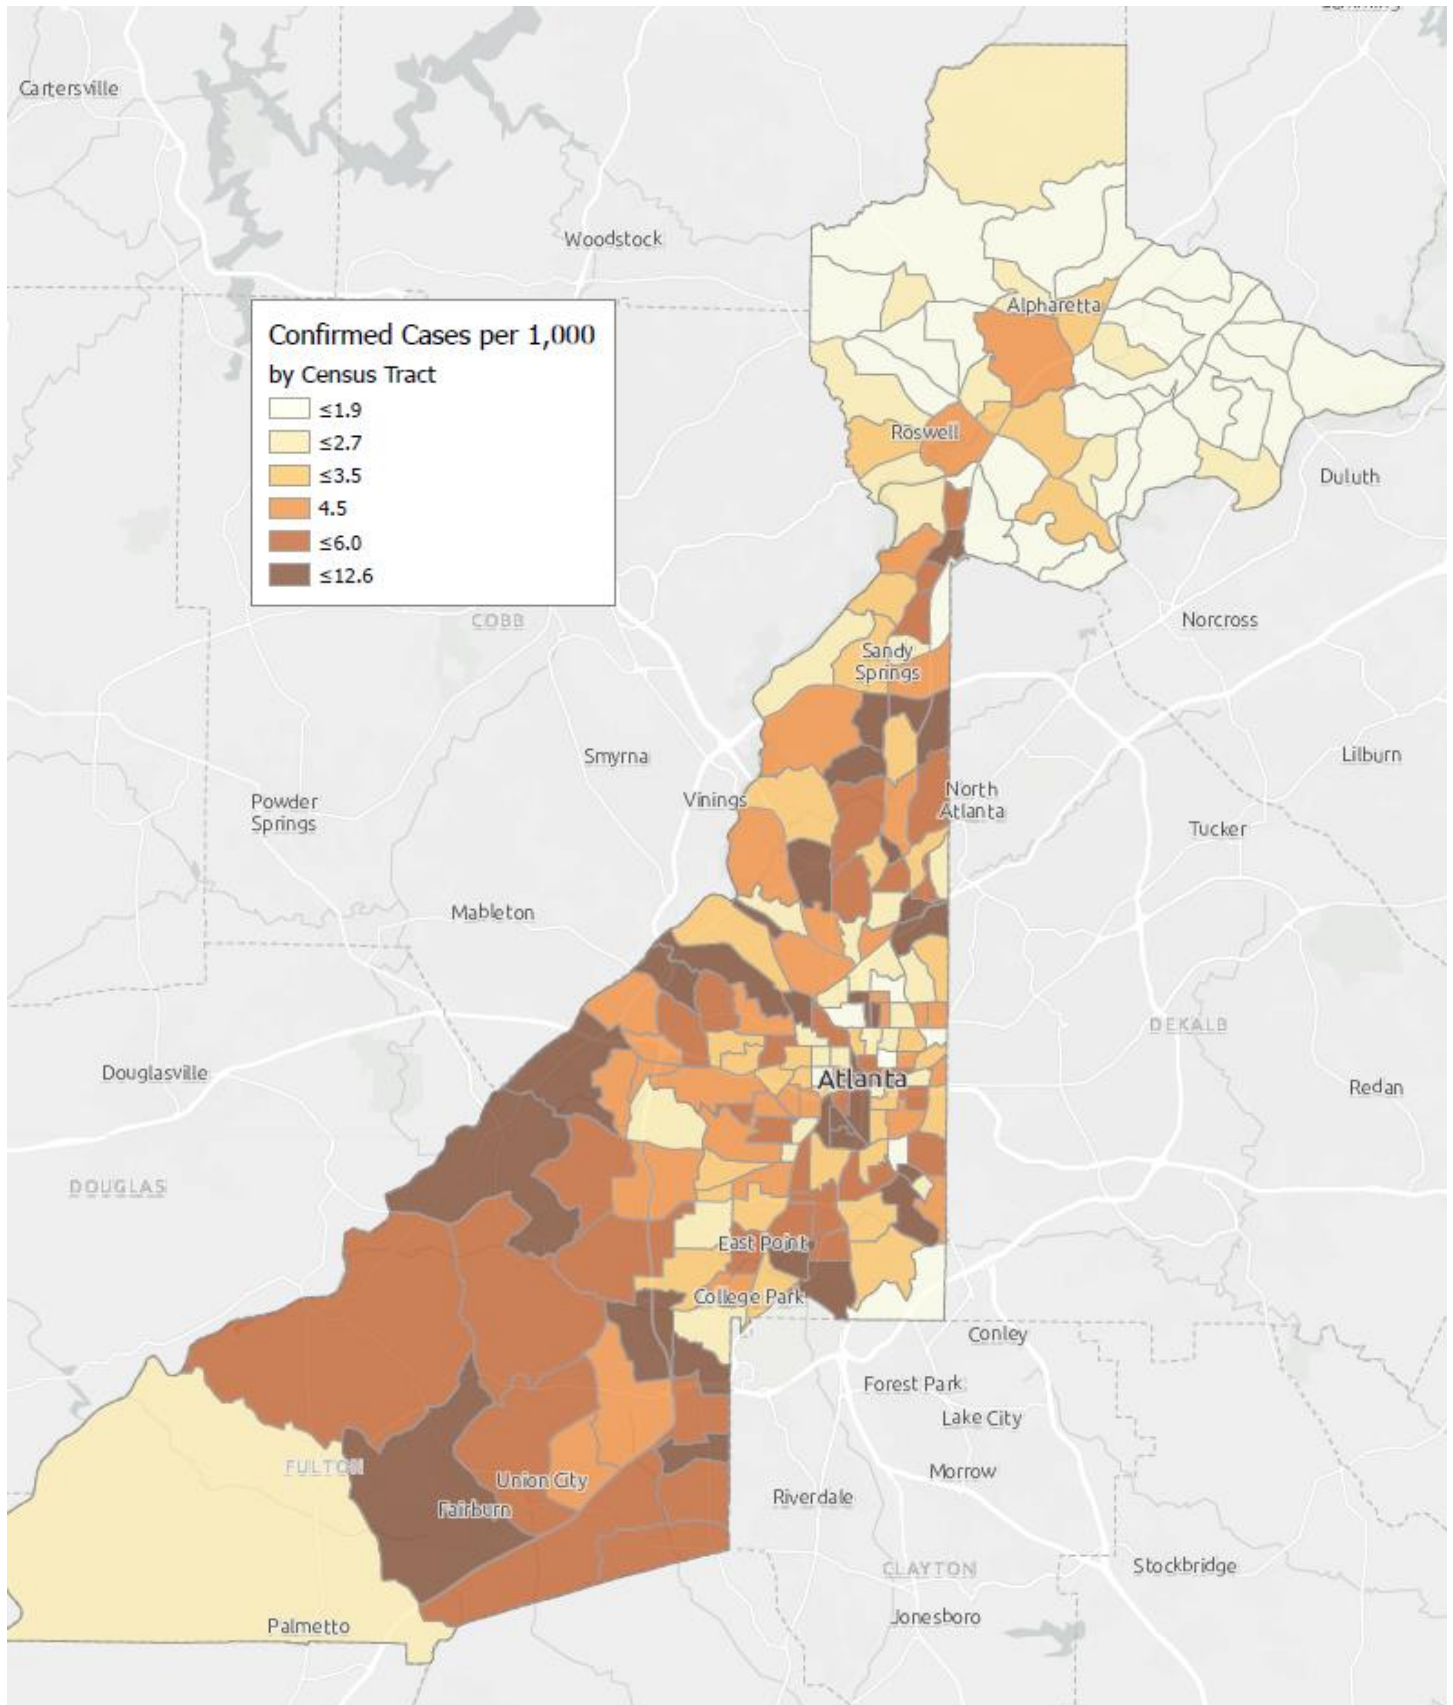 Cartersville
Woodstock
Confirmed Cases per 1,000
by Census Tract
≤1.9
≤2.7
≤3.5
4.5
≤6.0
≤12.6
Alpharetta
Roswell
Duluth
COBB
Norcross
Sandy
Springs
Smyrna
Lilburn
Vinings
North
Atlanta
Powder
Springs
Tucker
Mableton
DEKALB
Douglasville
Atlanta
Redan
DOUGLAS
East Point
College Park
Conley
Forest Park
Lake City
FULTON
Union City
Morrow
Fairburn
Riverdale
CLAYTON
Stockbridge
Jonesboro
Palmetto